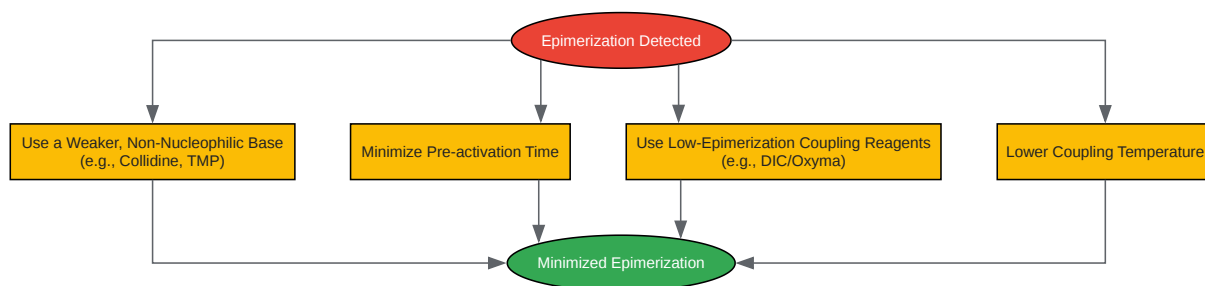 Epimerization Detected
Use a Weaker, Non-Nucleophilic Base
(e.g., Collidine, TMP)
Minimize Pre-activation Time
Use Low-Epimerization Coupling Reagents
(e.g., DIC/Oxyma)
Lower Coupling Temperature
Minimized Epimerization